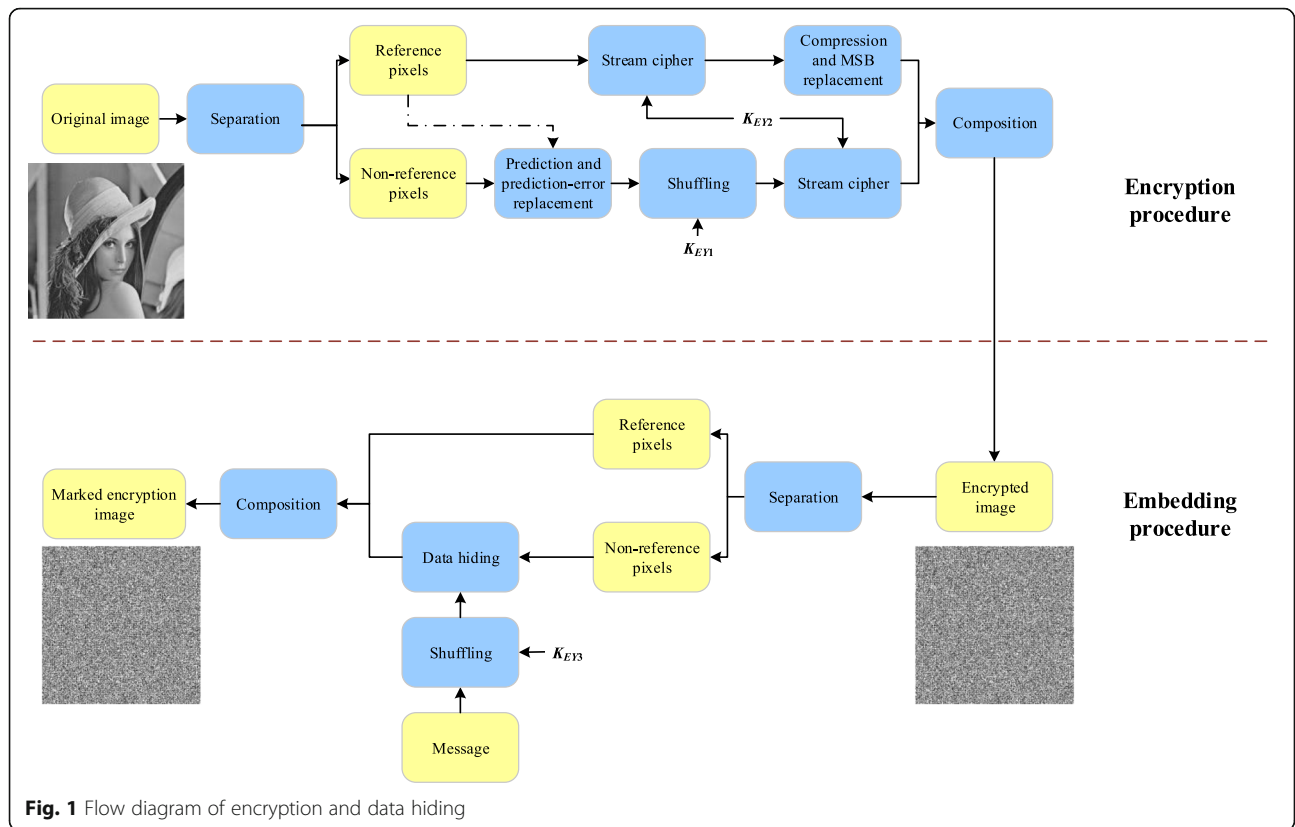 Reference
pixels
Stream cipher
Compression
and MSB
replacement
Original image
Separation
K_EY2
Composition
Non-reference
pixels
Prediction and
prediction-error
replacement
Shuffling
Stream cipher
K_EY1
Encryption
procedure
Reference
pixels
Marked encryption
image
Composition
Separation
Encrypted
image
Embedding
procedure
Data hiding
Non-reference
pixels
Shuffling
K_EY3
Message
Fig. 1 Flow diagram of encryption and data hiding